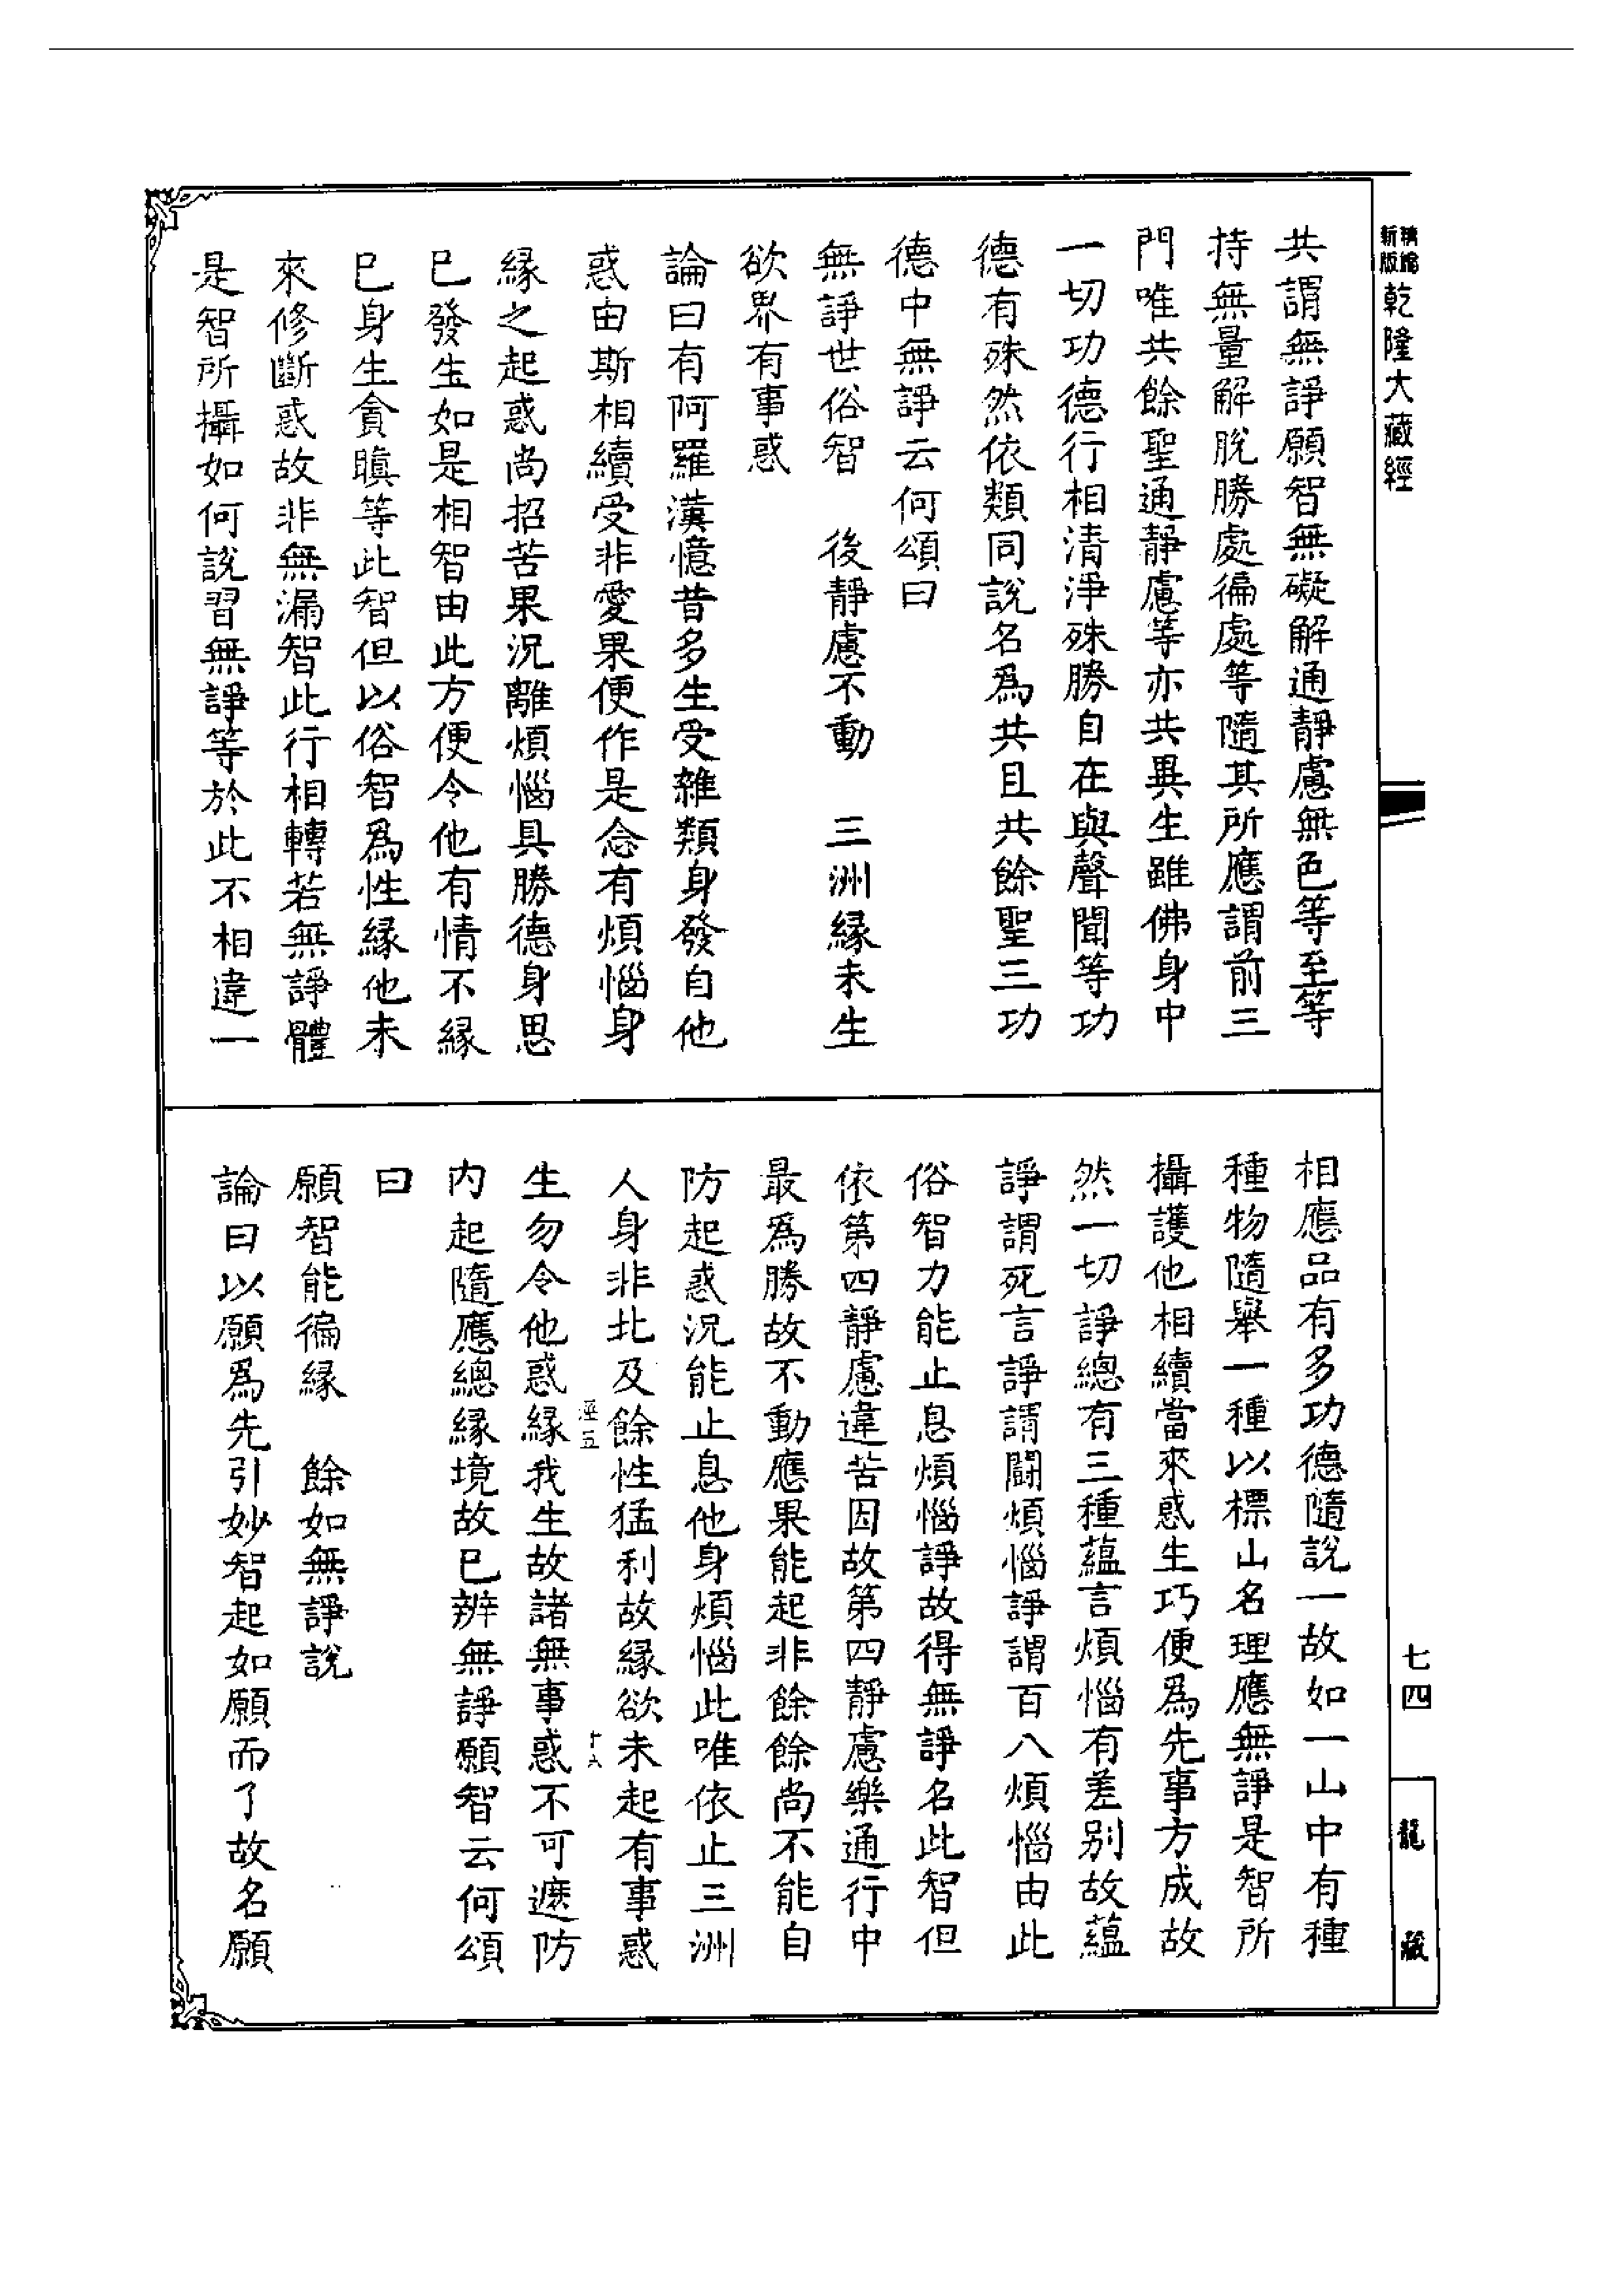 新版 精縮 乾隆大藏經
共謂無諍願智無礙解通靜慮無色等至等
持無量解脫勝處徧處等隨其所應謂前三
門唯共餘聖通靜慮等亦共異生雖佛身中
一切功德行相清淨殊勝自在與聲聞等功
德有殊然依類同說名爲共且共餘聖三功
德中無諍云何頌曰
無諍世俗智　後靜慮不動　三洲緣未生
欲界有事惑
論曰有阿羅漢憶昔多生受雜類身發自他
惑由斯相續受非愛果便作是念有煩惱身
緣之起惑尚招苦果況離煩惱具勝德身思
已發生如是相智由此方便令他有情不緣
己身生貪瞋等此智但以俗智爲性緣他未
來修斷惑故非無漏智此行相轉若無諍體
是智所攝如何說習無諍等於此不相違一
相應品有多功德隨說一故如一山中有種
種物隨舉一種以標山名理應無諍是智所
攝護他相續當來惑生巧便爲先事方成故
然一切諍總有三種蘊言煩惱有差別故蘊
諍謂死言諍謂鬪煩惱諍謂百八煩惱由此
俗智力能止息煩惱諍故得無諍名此智但
依第四靜慮違苦因故第四靜慮樂通行中
最爲勝故不動應果能起非餘餘尚不能自
防起惑況能止息他身煩惱此唯依止三洲
人身非北及餘性猛利故緣欲未起有事惑
生勿令他惑緣我生故諸無事惑不可遮防
內起隨應總緣境故已辨無諍願智云何頌
曰
願智能徧緣　餘如無諍說
論曰以願爲先引妙智起如願而了故名願
七四
龍藏